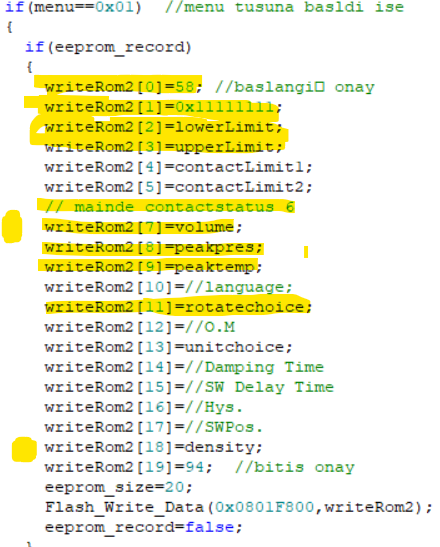 if(menu==0x01)  //menu tusuna basldi ise
{
if(eeprom_record)
{
writeRom2[0]=58; //baslangi□ onay
writeRom2[1]=0x11111111;
writeRom2[2]=lowerLimit;
writeRom2[3]=upperLimit;
writeRom2[4]=contactLimit1;
writeRom2[5]=contactLimit2;
// mainde contactstatus 6
writeRom2[7]=volume;
writeRom2[8]=peakpres;
writeRom2[9]=peaktemp;
writeRom2[10]=//language;
writeRom2[11]=rotatechoice;
writeRom2[12]=//O.M
writeRom2[13]=unitchoice;
writeRom2[14]=//Damping Time
writeRom2[15]=//SW Delay Time
writeRom2[16]=//Hys.
writeRom2[17]=//SWPos.
writeRom2[18]=density;
writeRom2[19]=94;  //bitis onay
eeprom_size=20;
Flash_Write_Data(0x0801F800,writeRom2);
eeprom_record=false;